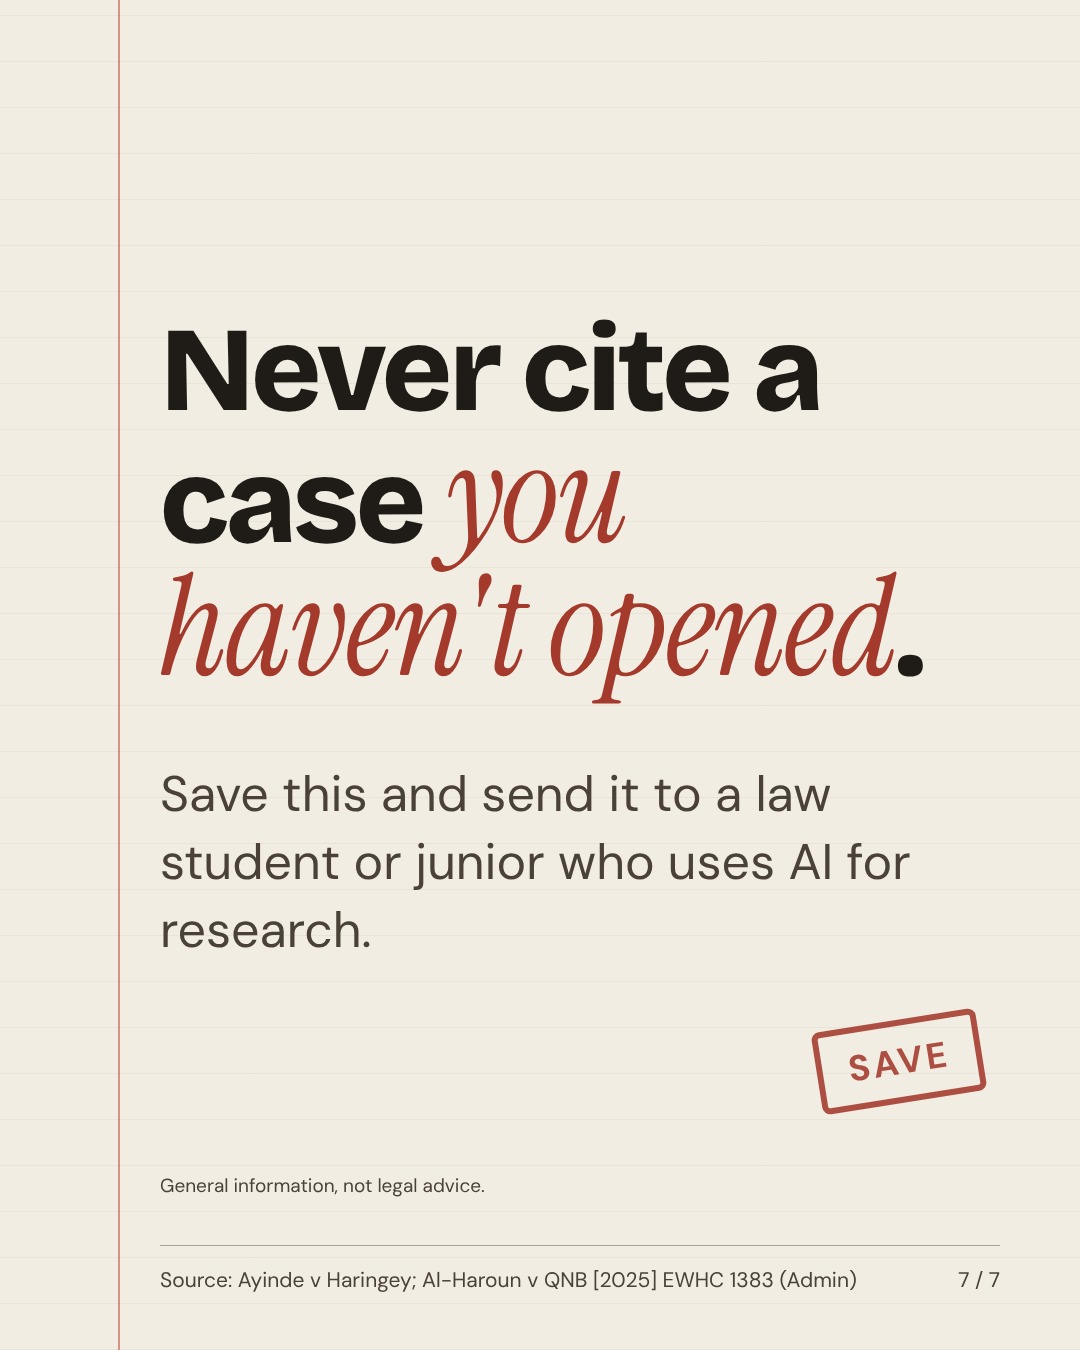 Never cite a
case you
haven't opened.
Save this and send it to a law
student or junior who uses AI for
research.
SAVE
General information, not legal advice.
Source: Ayinde v Haringey; Al-Haroun v QNB [2025] EWHC 1383 (Admin)
7 / 7